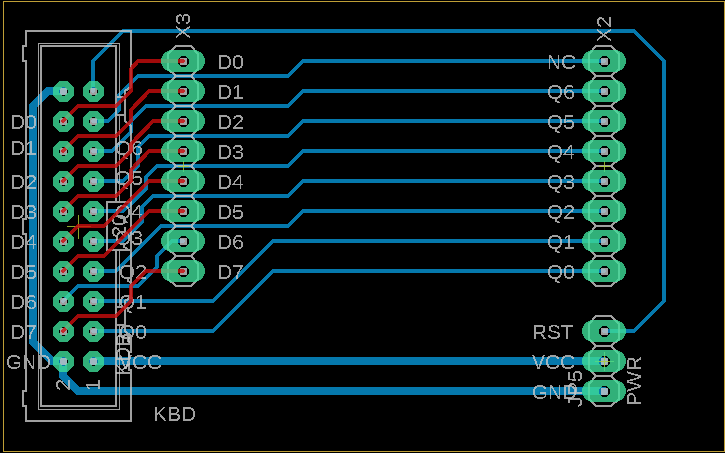 X3
X2
D0
NC
D1
Q6
D0
D2
Q5
D1
Q6
D3
Q4
D2
Q5
D4
Q3
D3
20
Q4
D5
Q2
D4
Q3
D6
Q1
D5
Q2
D7
Q0
D6
Q1
D7
Q0
RST
GND
VCC
VCC
2
1
GND
JP5
PWR
KBD